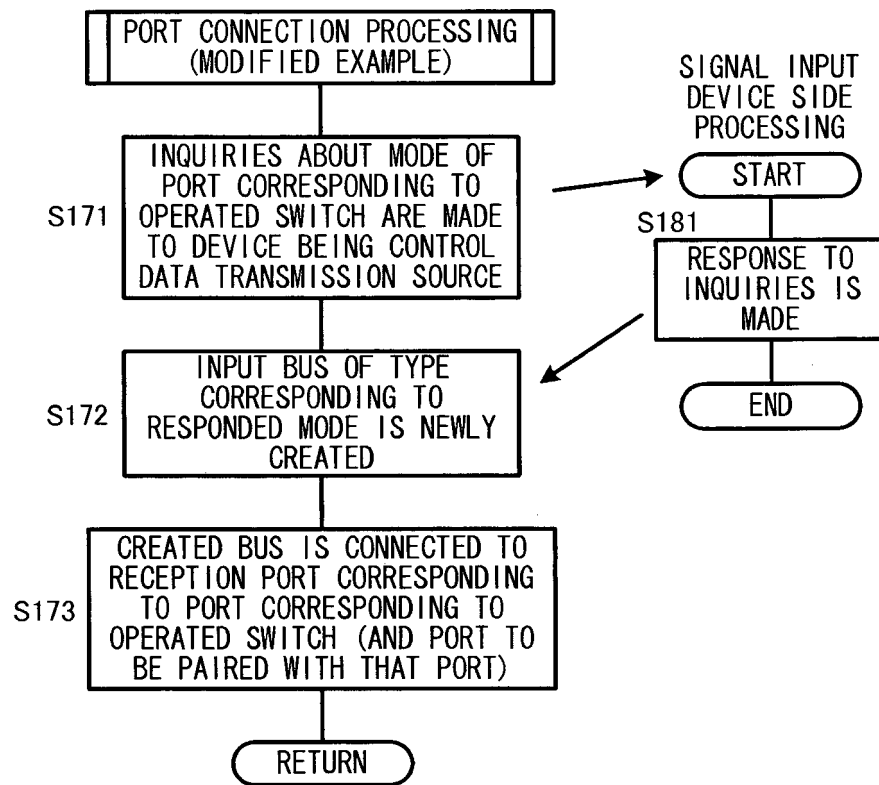 PORT CONNECTION PROCESSING
(MODIFIED EXAMPLE)
SIGNAL INPUT
DEVICE SIDE
PROCESSING
S171
INQUIRIES ABOUT MODE OF
PORT CORRESPONDING TO
OPERATED SWITCH ARE MADE
TO DEVICE BEING CONTROL
DATA TRANSMISSION SOURCE
START
S181
RESPONSE TO
INQUIRIES IS
MADE
END
S172
INPUT BUS OF TYPE
CORRESPONDING TO
RESPONDED MODE IS NEWLY
CREATED
S173
CREATED BUS IS CONNECTED TO
RECEPTION PORT CORRESPONDING
TO PORT CORRESPONDING TO
OPERATED SWITCH (AND PORT TO
BE PAIRED WITH THAT PORT)
RETURN